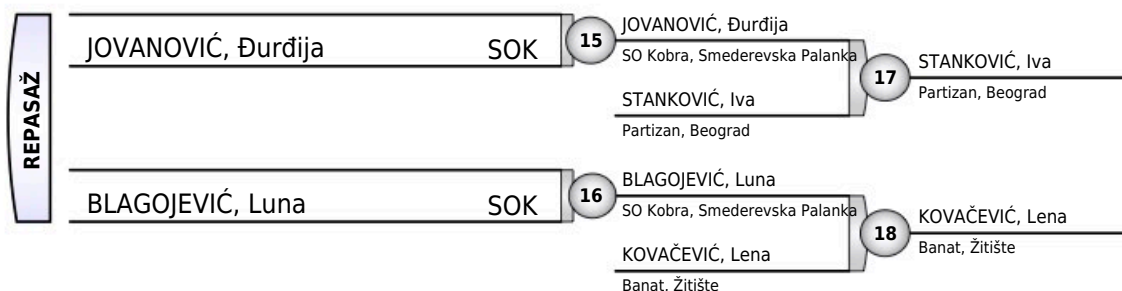 REPASAŽ
JOVANOVIĆ, Đurđija SOK
15
JOVANOVIĆ, Đurđija
SO Kobra, Smederevska Palanka
STANKOVIĆ, Iva
Partizan, Beograd
17
STANKOVIĆ, Iva
Partizan, Beograd
BLAGOJEVIĆ, Luna SOK
16
BLAGOJEVIĆ, Luna
SO Kobra, Smederevska Palanka
KOVAČEVIĆ, Lena
Banat, Žitište
18
KOVAČEVIĆ, Lena
Banat, Žitište